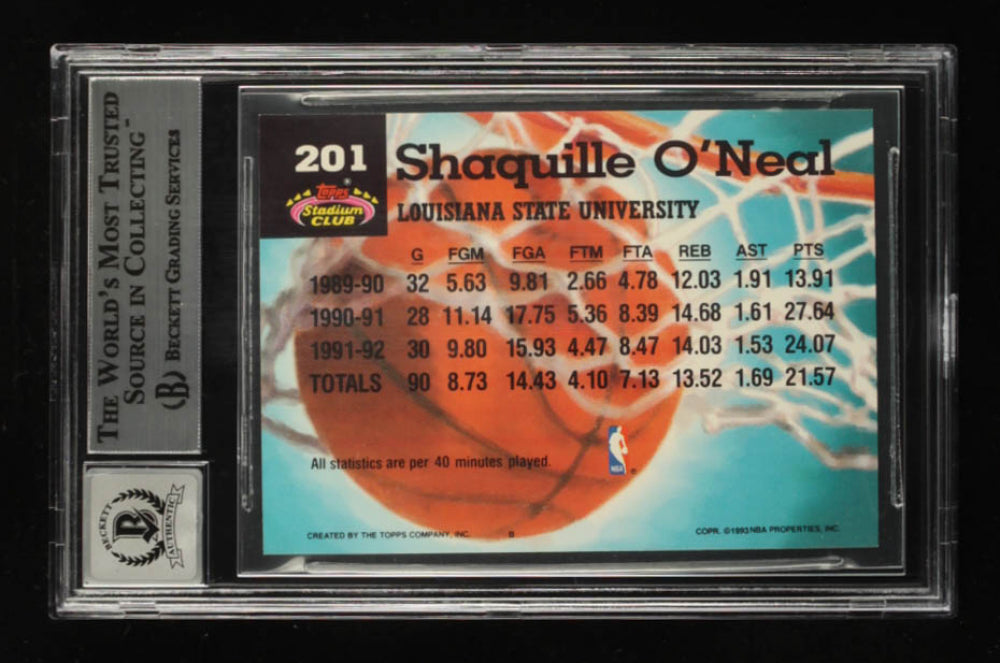 THE WORLD'S MOST TRUSTED
SOURCE IN COLLECTING™
(B) BECKETT GRADING SERVICES
BECKETT
B
AUTHENTIC
201
Topps®
Stadium
CLUB
Shaquille O'Neal
LOUISIANA STATE UNIVERSITY
G FGM FGA FTM FTA REB AST PTS
1989-90 32 5.63 9.81 2.66 4.78 12.03 1.91 13.91
1990-91 28 11.14 17.75 5.36 8.39 14.68 1.61 27.64
1991-92 30 9.80 15.93 4.47 8.47 14.03 1.53 24.07
TOTALS 90 8.73 14.43 4.10 7.13 13.52 1.69 21.57
All statistics are per 40 minutes played.
NBA ®
CREATED BY THE TOPPS COMPANY, INC. B COPR. ©1993 NBA PROPERTIES, INC.